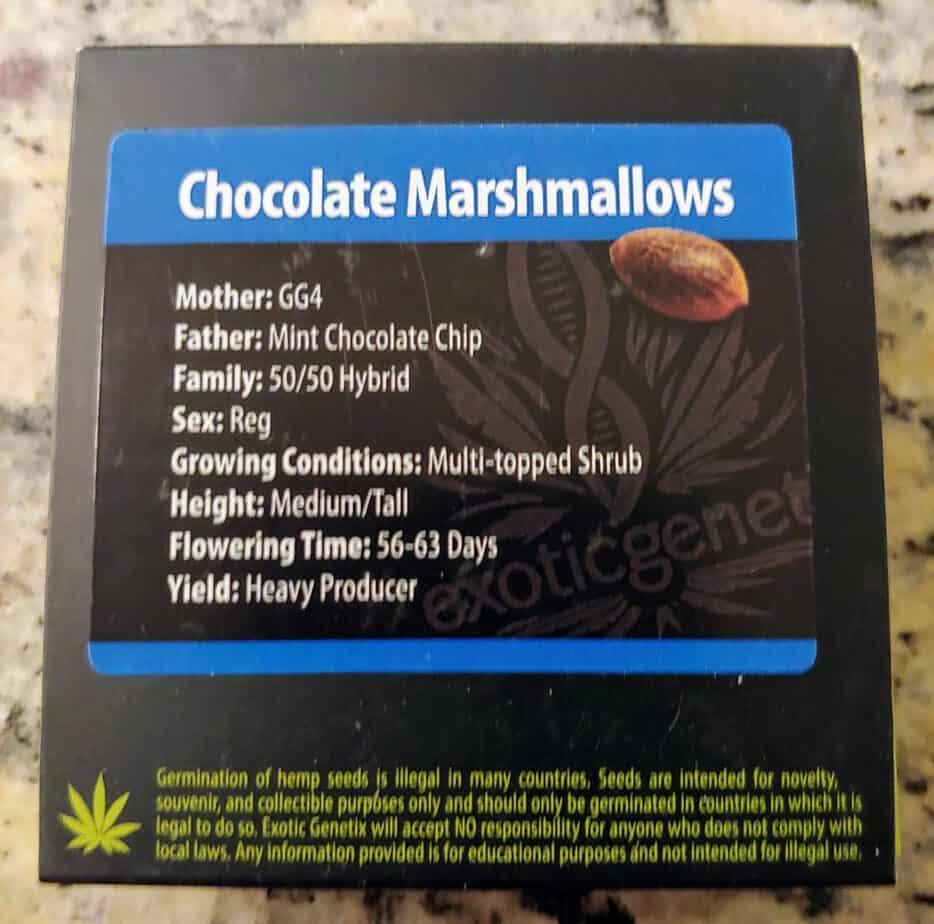 Chocolate Marshmallows
Mother: GG4
Father: Mint Chocolate Chip
Family: 50/50 Hybrid
Sex: Reg
Growing Conditions: Multi-topped Shrub
Height: Medium/Tall
Flowering Time: 56-63 Days
Yield: Heavy Producer
exoticgenet
Germination of hemp seeds is illegal in many countries. Seeds are intended for novelty,
souvenir, and collectible purposes only and should only be germinated in countries in which it is
legal to do so. Exotic Genetix will accept NO responsibility for anyone who does not comply with
local laws. Any information provided is for educational purposes and not intended for illegal use.